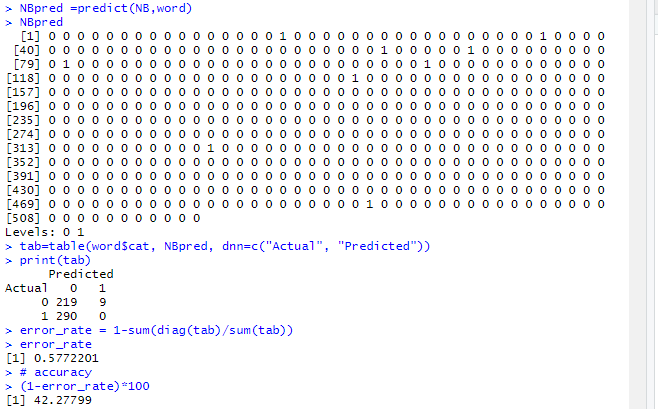 > NBpred =predict(NB,word)
> NBpred
[1] 0 0 0 0 0 0 0 0 0 0 0 0 0 0 0 0 1 0 0 0 0 0 0 0 0 0 0 0 0 0 0 0 0 0 1 0 0 0 0
[40] 0 0 0 0 0 0 0 0 0 0 0 0 0 0 0 0 0 0 0 0 0 0 0 1 0 0 0 0 0 1 0 0 0 0 0 0 0 0 0
[79] 0 1 0 0 0 0 0 0 0 0 0 0 0 0 0 0 0 0 0 0 0 0 0 0 0 0 1 0 0 0 0 0 0 0 0 0 0 0 0
[118] 0 0 0 0 0 0 0 0 0 0 0 0 0 0 0 0 0 0 0 0 0 1 0 0 0 0 0 0 0 0 0 0 0 0 0 0 0 0 0
[157] 0 0 0 0 0 0 0 0 0 0 0 0 0 0 0 0 0 0 0 0 0 0 0 0 0 0 0 0 0 0 0 0 0 0 0 0 0 0 0
[196] 0 0 0 0 0 0 0 0 0 0 0 0 0 0 0 0 0 0 0 0 0 0 0 0 0 0 0 0 0 0 0 0 0 0 0 0 0 0 0
[235] 0 0 0 0 0 0 0 0 0 0 0 0 0 0 0 0 0 0 0 0 0 0 0 0 0 0 0 0 0 0 0 0 0 0 0 0 0 0 0
[274] 0 0 0 0 0 0 0 0 0 0 0 0 0 0 0 0 0 0 0 0 0 0 0 0 0 0 0 0 0 0 0 0 0 0 0 0 0 0 0
[313] 0 0 0 0 0 0 0 0 0 0 0 1 0 0 0 0 0 0 0 0 0 0 0 0 0 0 0 0 0 0 0 0 0 0 0 0 0 0 0
[352] 0 0 0 0 0 0 0 0 0 0 0 0 0 0 0 0 0 0 0 0 0 0 0 0 0 0 0 0 0 0 0 0 0 0 0 0 0 0 0
[391] 0 0 0 0 0 0 0 0 0 0 0 0 0 0 0 0 0 0 0 0 0 0 0 0 0 0 0 0 0 0 0 0 0 0 0 0 0 0 0
[430] 0 0 0 0 0 0 0 0 0 0 0 0 0 0 0 0 0 0 0 0 0 0 0 0 0 0 0 0 0 0 0 0 0 0 0 0 0 0 0
[469] 0 0 0 0 0 0 0 0 0 0 0 0 0 0 0 0 0 0 0 0 0 0 1 0 0 0 0 0 0 0 0 0 0 0 0 0 0 0 0
[508] 0 0 0 0 0 0 0 0 0 0 0
Levels: 0 1
> tab=table(word$cat, NBpred, dnn=c("Actual", "Predicted"))
> print(tab)
Predicted
Actual 0 1
0 219 9
1 290 0
> error_rate = 1-sum(diag(tab)/sum(tab))
> error_rate
[1] 0.5772201
> # accuracy
> (1-error_rate)*100
[1] 42.27799